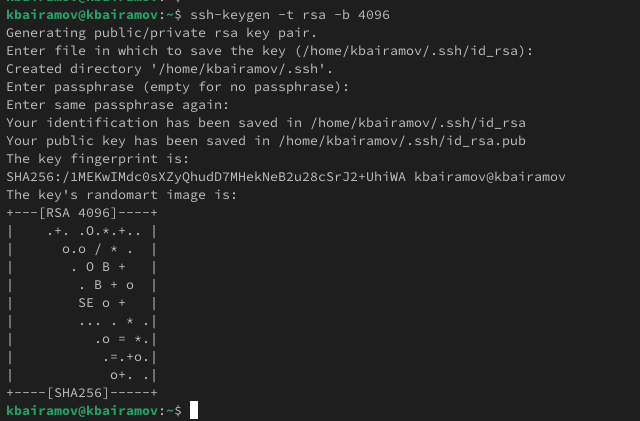 kbairamov@kbairamov:~$ ssh-keygen -t rsa -b 4096
Generating public/private rsa key pair.
Enter file in which to save the key (/home/kbairamov/.ssh/id_rsa):
Created directory '/home/kbairamov/.ssh'.
Enter passphrase (empty for no passphrase):
Enter same passphrase again:
Your identification has been saved in /home/kbairamov/.ssh/id_rsa
Your public key has been saved in /home/kbairamov/.ssh/id_rsa.pub
The key fingerprint is:
SHA256:/1MEKwIMdc0sXZyQhudD7MHekNeB2u28cSrJ2+UhiWA kbairamov@kbairamov
The key's randomart image is:
+---[RSA 4096]----+
|    .+. .O.*.+.. |
|      o.o / * .  |
|       . O B +   |
|        . B + o  |
|        SE o +   |
|        ... . * .|
|          .o = *.|
|           .=.+o.|
|            o+. .|
+----[SHA256]-----+
kbairamov@kbairamov:~$